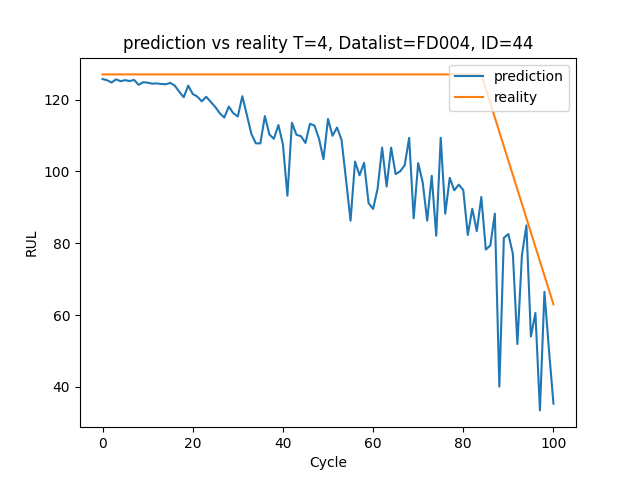 prediction vs reality T=4, Datalist=FD004, ID=44
prediction
reality
120
100
80
60
40
RUL
0 20 40 60 80 100
Cycle